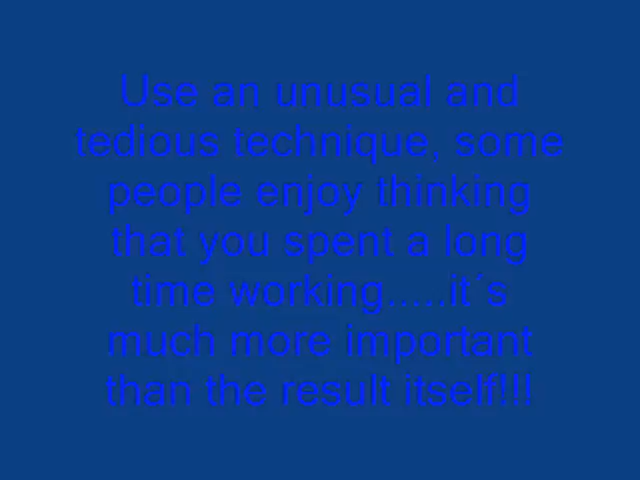 Use an unusual and
tedious technique, some
people enjoy thinking
that you spent a long
time working.....it´s
much more important
than the result itself!!!